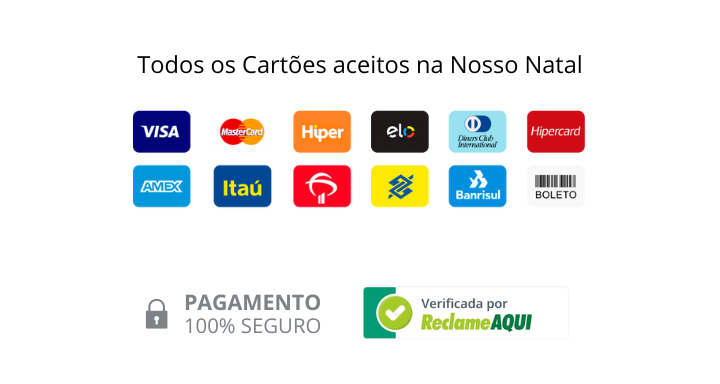 Todos os Cartões aceitos na Nosso Natal
VISA
MasterCard
Hiper
elo
Diners Club
International
Hipercard
AMEX
Itaú
Banrisul
BOLETO
PAGAMENTO
100% SEGURO
Verificada por
ReclameAQUI